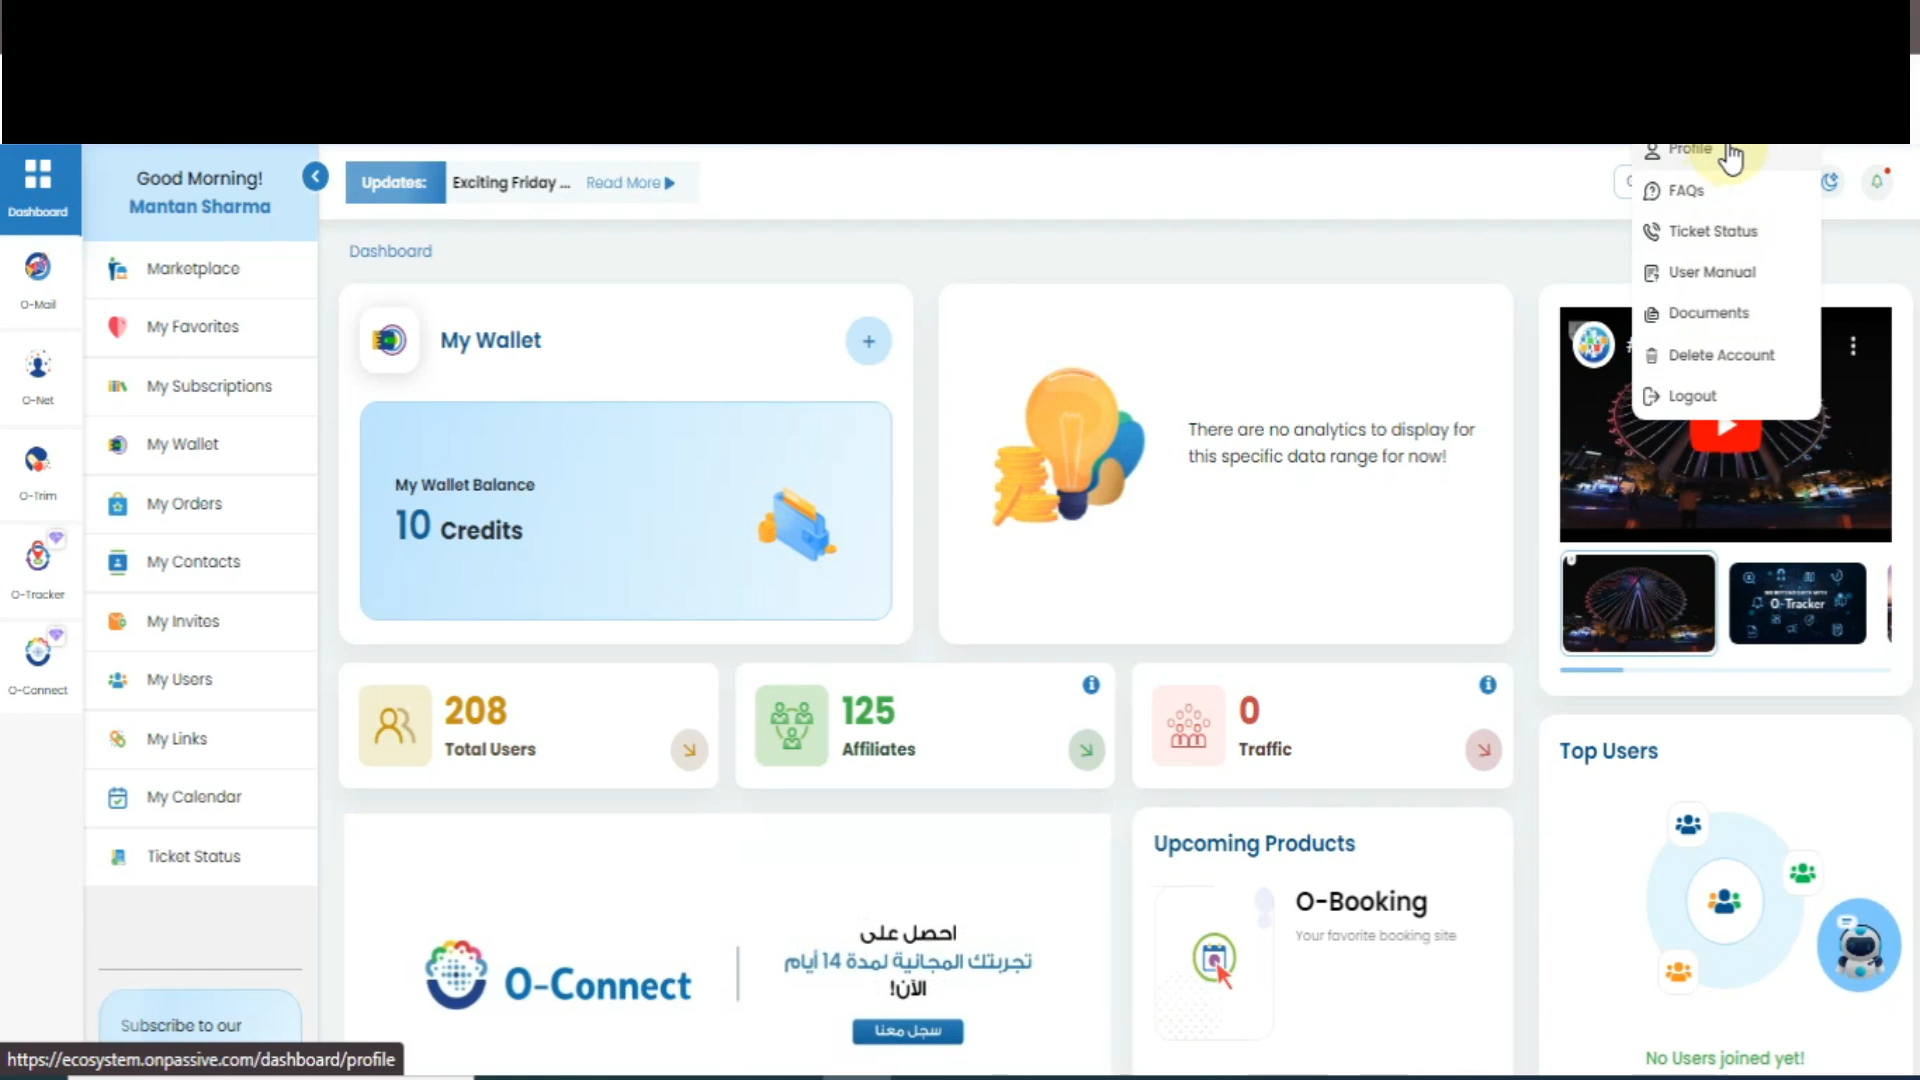 Dashboard
O-Mail
O-Net
O-Trim
O-Tracker
O-Connect
Good Morning!
Mantan Sharma
Marketplace
My Favorites
My Subscriptions
My Wallet
My Orders
My Contacts
My Invites
My Users
My Links
My Calendar
Ticket Status
Subscribe to our
https://ecosystem.onpassive.com/dashboard/profile
Updates: Exciting Friday ... Read More
Dashboard
My Wallet
+
My Wallet Balance
10 Credits
There are no analytics to display for
this specific data range for now!
208
Total Users
125
Affiliates
0
Traffic
O-Connect
احصل على
تجربتك المجانية لمدة 14 أيام
الآن!
سجل معنا
Upcoming Products
O-Booking
Your favorite booking site
Profile
FAQs
Ticket Status
User Manual
Documents
Delete Account
Logout
#
O-Tracker
Top Users
No Users joined yet!